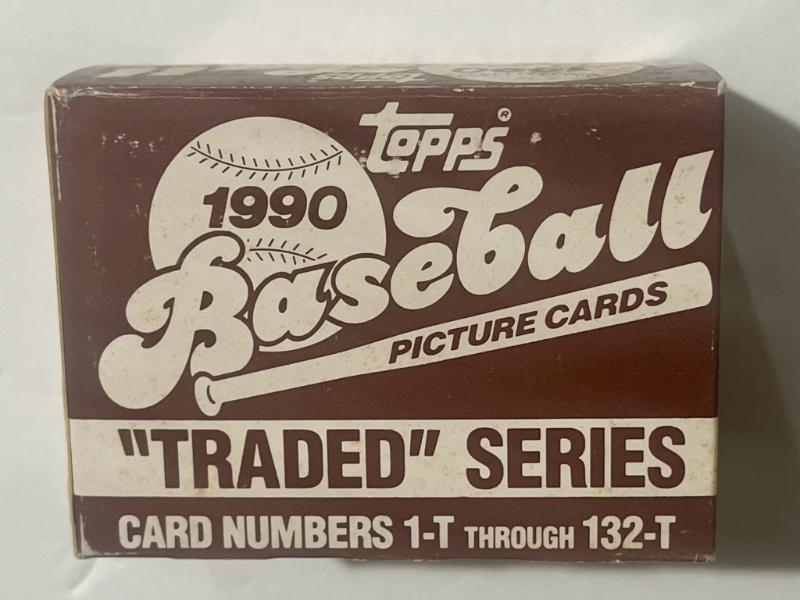 TOPPS®
1990
Baseball
PICTURE CARDS
"TRADED" SERIES
CARD NUMBERS 1-T THROUGH 132-T